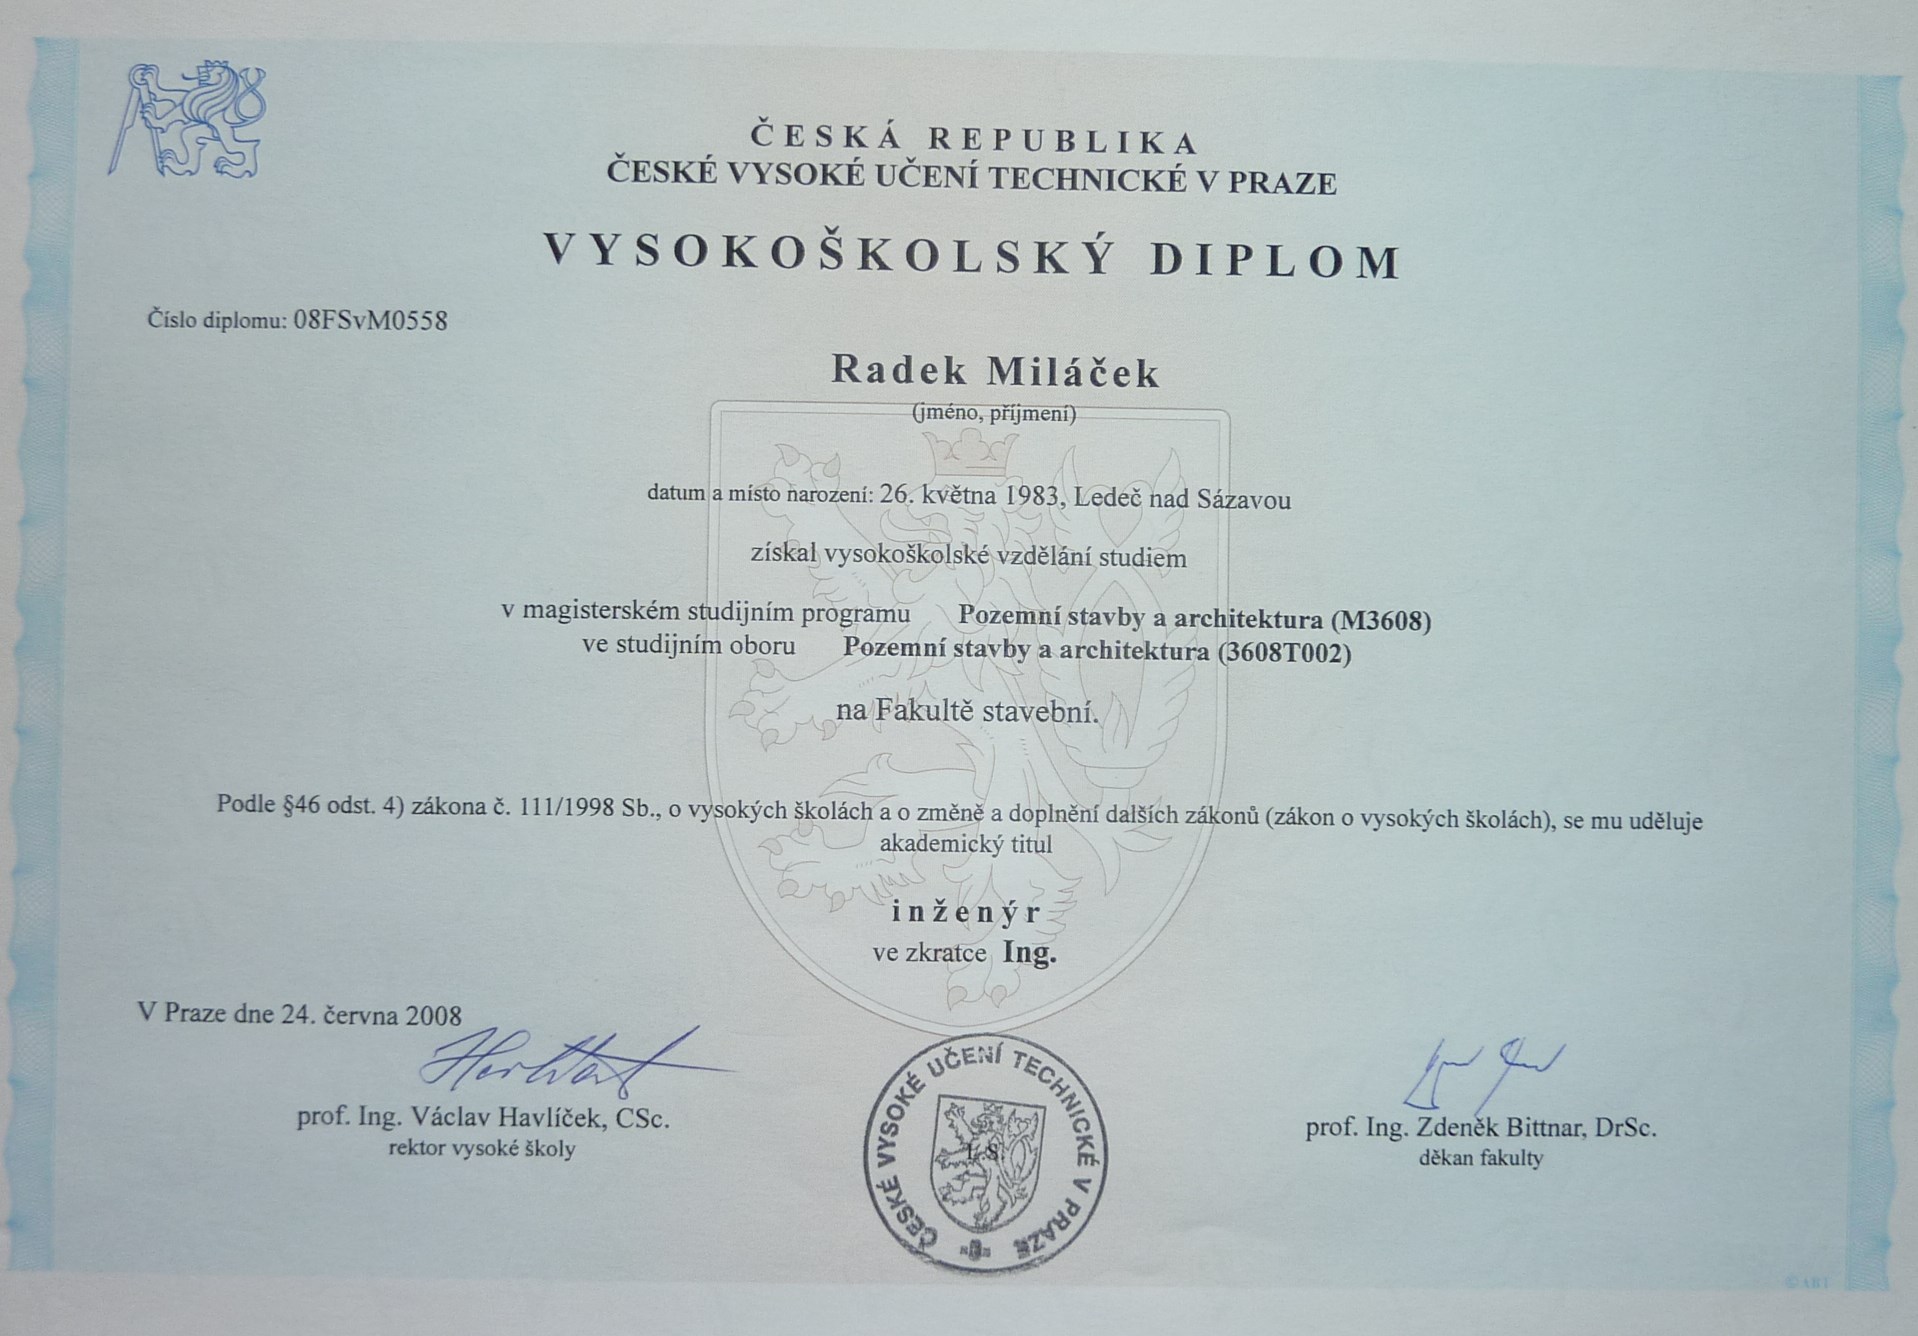 ČESKÁ REPUBLIKA
ČESKÉ VYSOKÉ UČENÍ TECHNICKÉ V PRAZE
VYSOKOŠKOLSKÝ DIPLOM
Číslo diplomu: 08FSvM0558
Radek Miláček
(jméno, příjmení)
datum a místo narození: 26. května 1983, Ledeč nad Sázavou
získal vysokoškolské vzdělání studiem
v magisterském studijním programu Pozemní stavby a architektura (M3608)
ve studijním oboru Pozemní stavby a architektura (3608T002)
na Fakultě stavební.
Podle §46 odst. 4) zákona č. 111/1998 Sb., o vysokých školách a o změně a doplnění dalších zákonů (zákon o vysokých školách), se mu uděluje
akademický titul
inženýr
ve zkratce Ing.
V Praze dne 24. června 2008
prof. Ing. Václav Havlíček, CSc.
rektor vysoké školy
ČESKÉ VYSOKÉ UČENÍ TECHNICKÉ V PRAZE
L.S.
prof. Ing. Zdeněk Bittnar, DrSc.
děkan fakulty